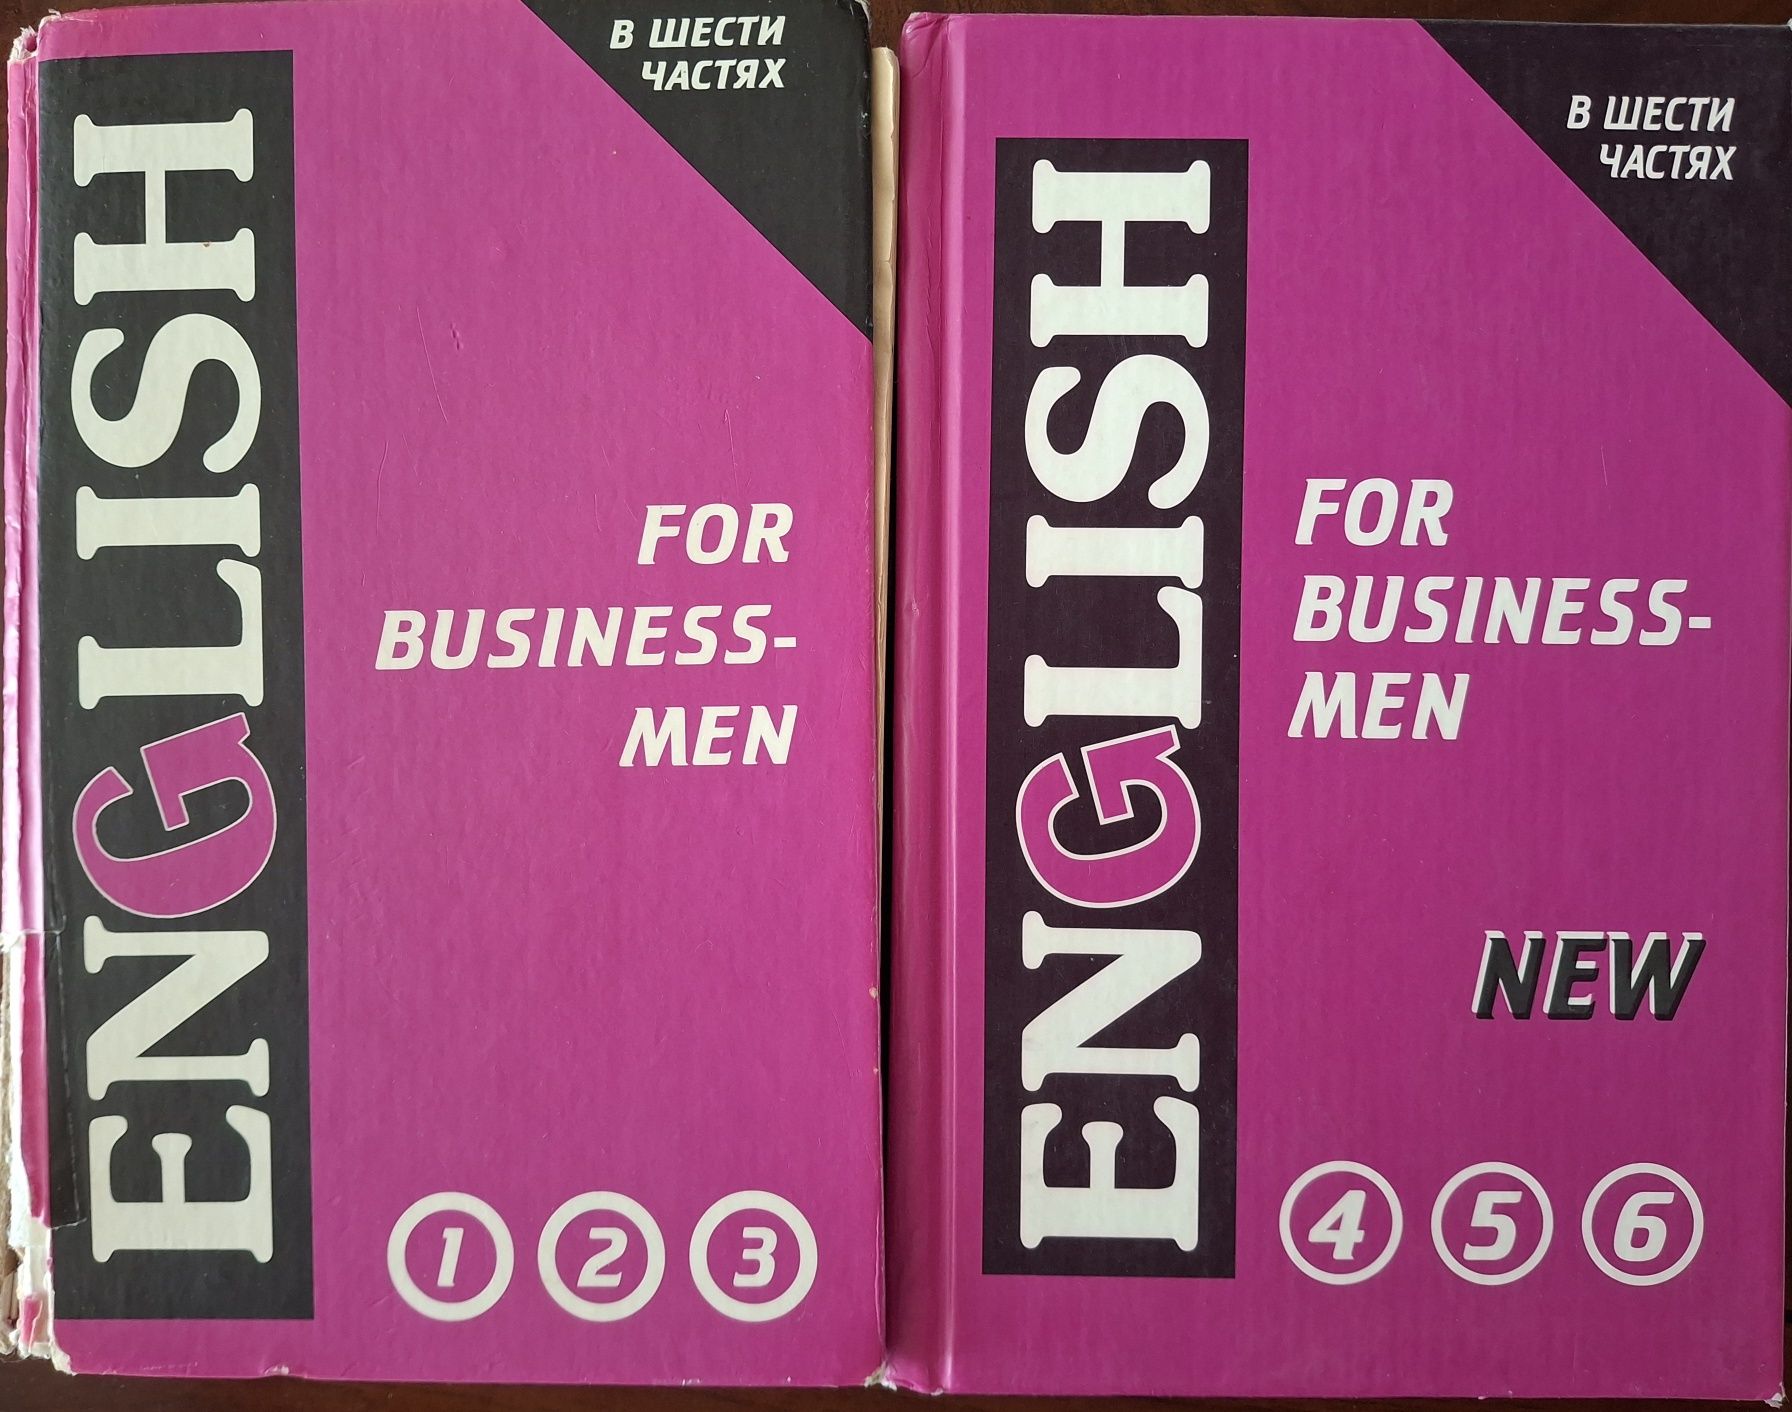 В ШЕСТИ
ЧАСТЯХ
ENGLISH
FOR
BUSINESS-
MEN
1 2 3
В ШЕСТИ
ЧАСТЯХ
ENGLISH
FOR
BUSINESS-
MEN
NEW
4 5 6